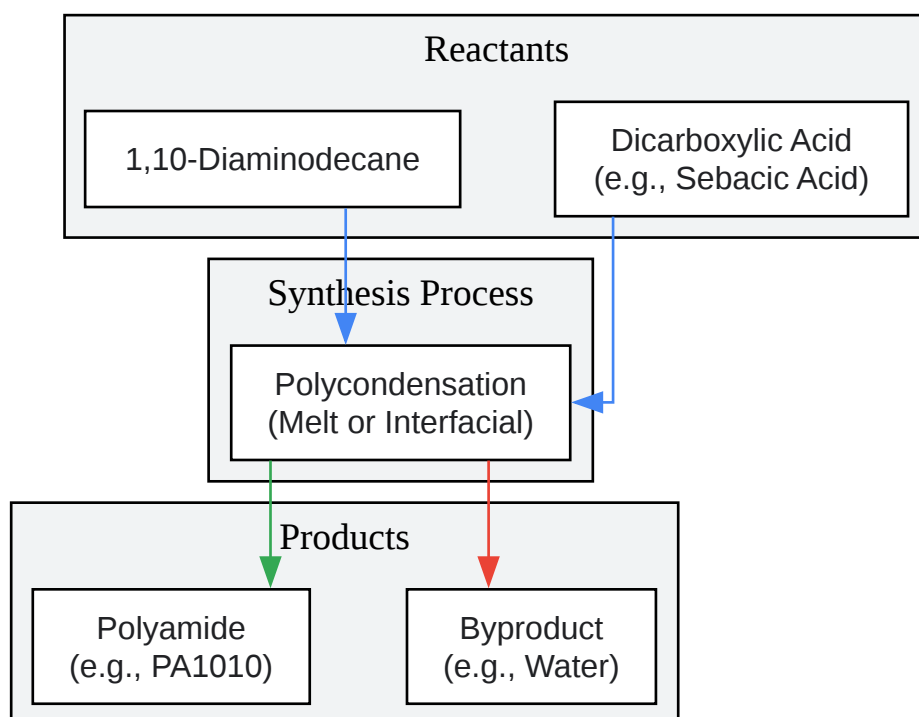 Reactants
1,10-Diaminodecane
Dicarboxylic Acid
(e.g., Sebacic Acid)
Synthesis Process
Polycondensation
(Melt or Interfacial)
Products
Polyamide
(e.g., PA1010)
Byproduct
(e.g., Water)